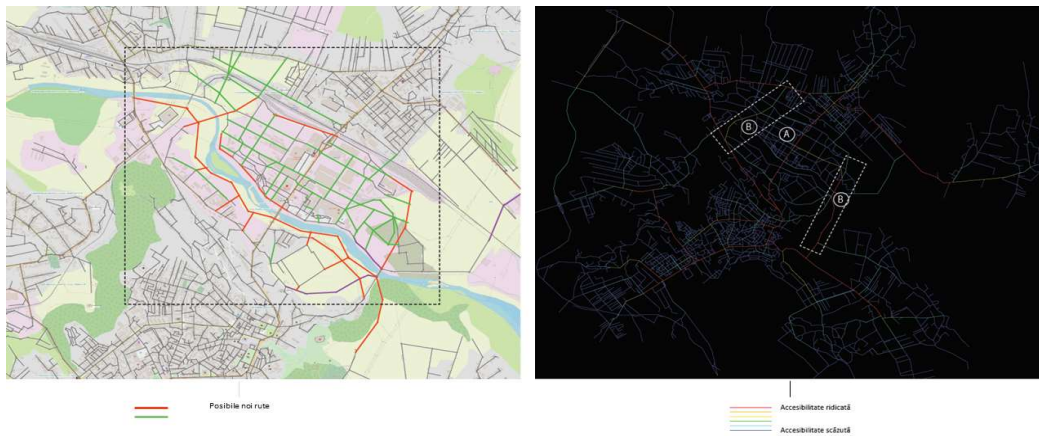 B
A
B
Posibile noi rute
Accesibilitate ridicată
Accesibilitate scăzută